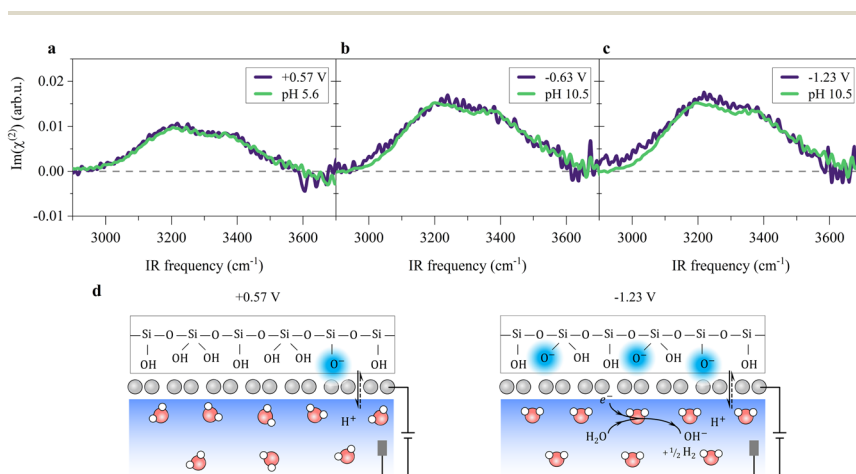 a b c
+0.57 V
pH 5.6
-0.63 V
pH 10.5
-1.23 V
pH 10.5
Im(χ⁽²⁾) (arb.u.)
0.02
0.01
0.00
-0.01
3000 3200 3400 3600
3000 3200 3400 3600
3000 3200 3400 3600
IR frequency (cm⁻¹) IR frequency (cm⁻¹) IR frequency (cm⁻¹)
d
+0.57 V
Si O Si O Si O Si O Si O Si
OH OH OH OH OH OH O⁻ OH
H⁺
-1.23 V
Si O Si O Si O Si O Si
OH O⁻ O⁻ OH O⁻ OH
e⁻
H⁺
H₂O OH⁻
+ ½ H₂